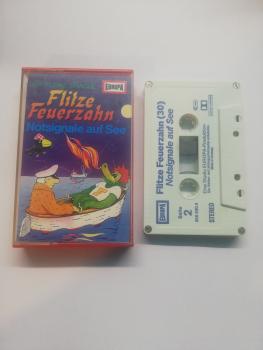 EUROPA
Flitze
Feuerzahn
Notsignale auf See
EUROPA
Flitze Feuerzahn (30)
Notsignale auf See
Seite
2
STEREO